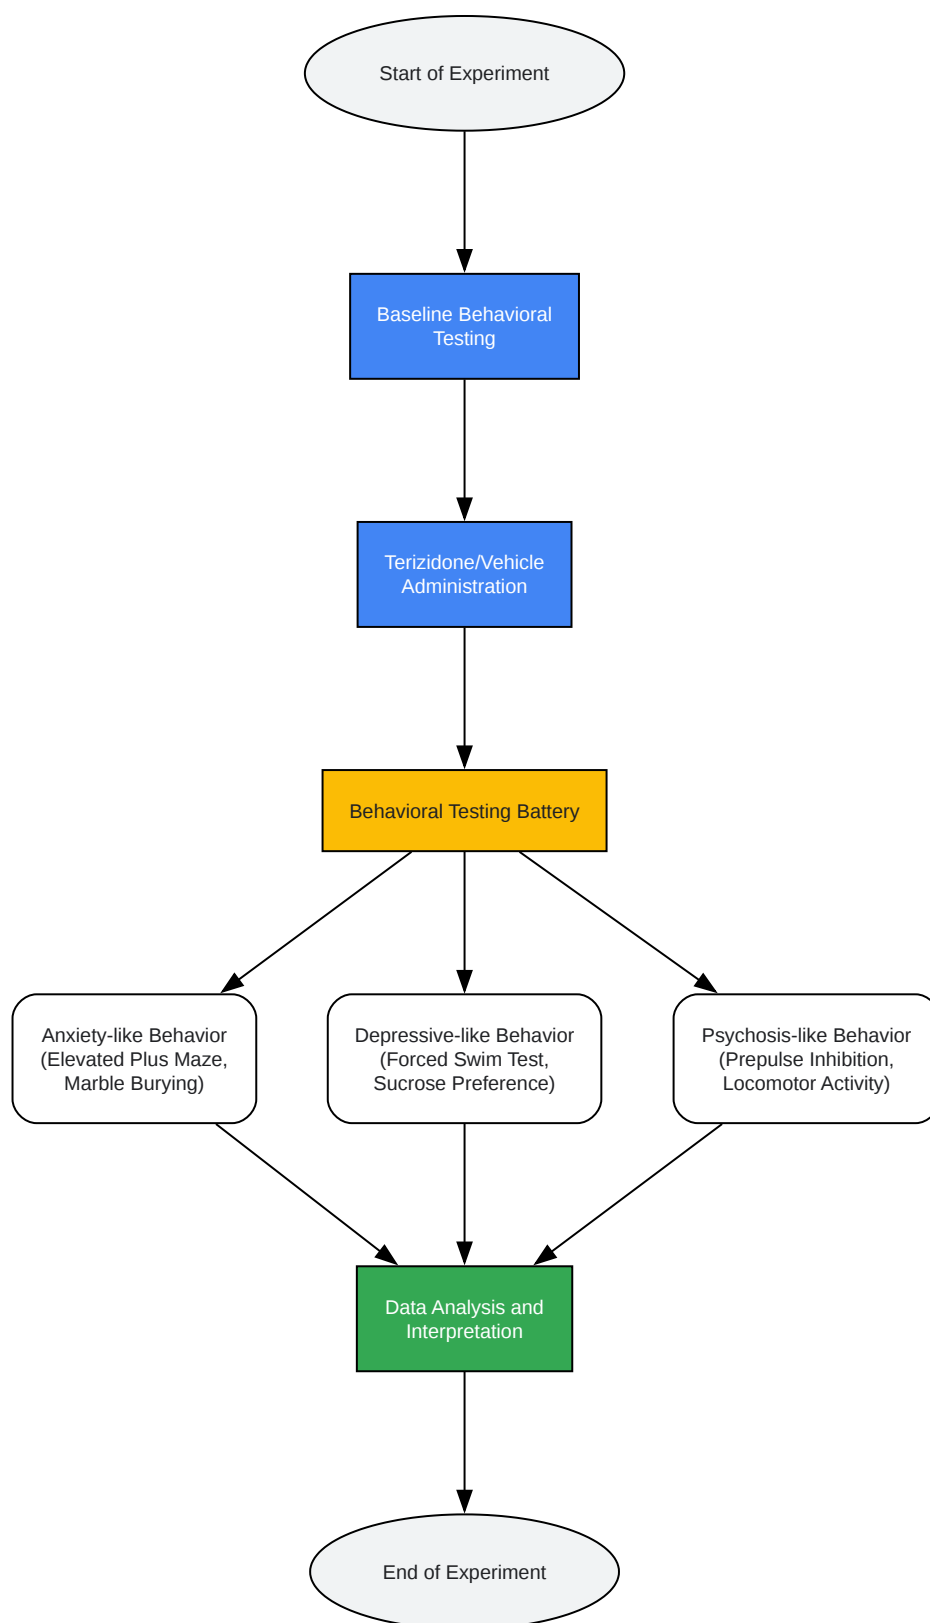 Start of Experiment
Baseline Behavioral
Testing
Terizidone/Vehicle
Administration
Behavioral Testing Battery
Anxiety-like Behavior
(Elevated Plus Maze,
Marble Burying)
Depressive-like Behavior
(Forced Swim Test,
Sucrose Preference)
Psychosis-like Behavior
(Prepulse Inhibition,
Locomotor Activity)
Data Analysis and
Interpretation
End of Experiment